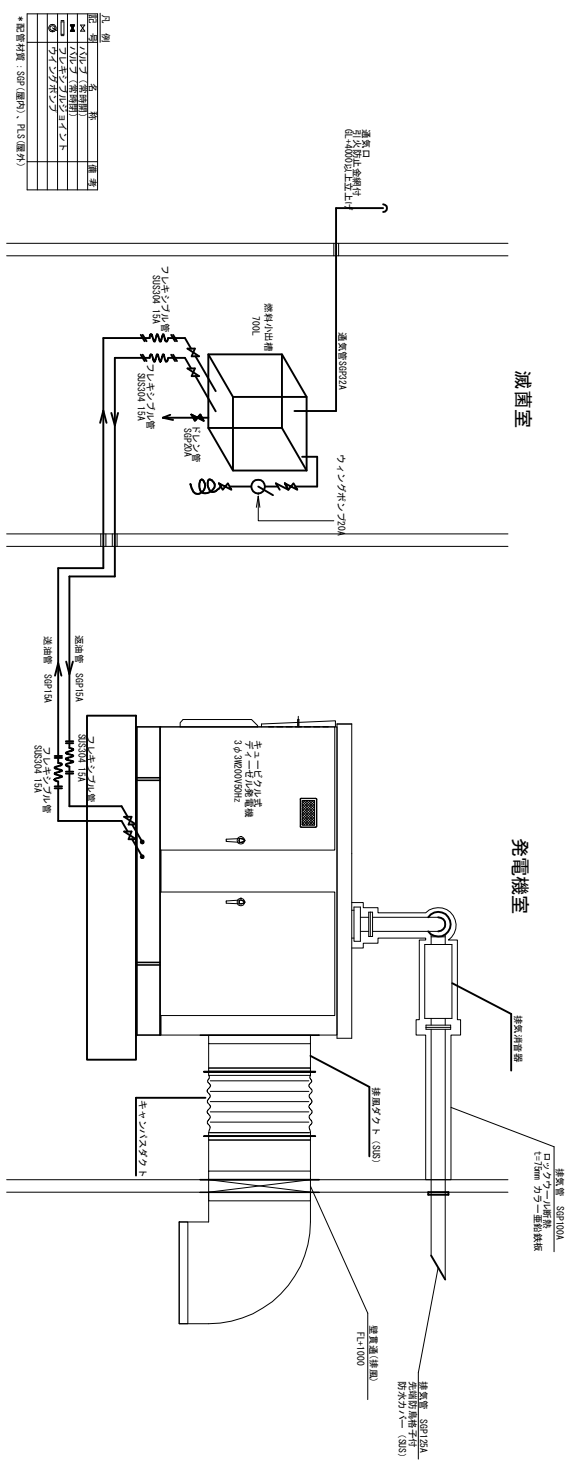 滅菌室
発電機室
通気口
引火防止金網付
GL+4000以上立上げ
通気管SGP32A
燃料小出槽
700L
ウィングポンプ20A
フレキシブル管
SUS304 15A
フレキシブル管
SUS304 15A
ドレン管
SGP20A
返油管 SGP15A
送油管 SGP15A
フレキシブル管
SUS304 15A
フレキシブル管
SUS304 15A
キュービクル式
ディーゼル発電機
3φ3W200V50Hz
排気消音器
排気管 SGP100A
ロックウール断熱
t=75mm カラー亜鉛鉄板
排風ダクト (SUS)
キャンバスダクト
壁貫通(排風)
FL+1000
排気管 SGP125A
先端防鳥格子付
防水カバー (SUS)
凡 例
記 号 名 称 備 考
バルブ (常時開)
バルブ (常時閉)
フレキシブルジョイント
ウイングポンプ
*配管材質：SGP(屋内)、PLS(屋外)